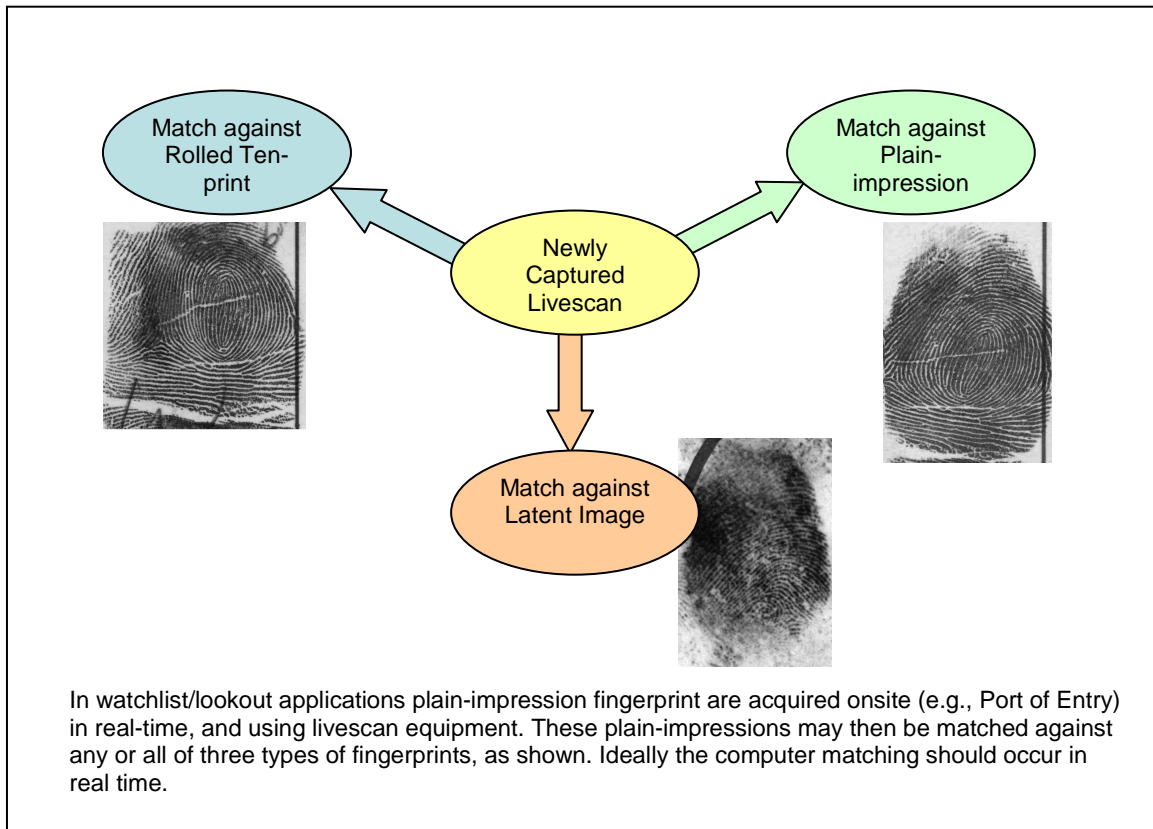 Match against
Rolled Ten-
print
Match against
Plain-
impression
Newly
Captured
Livescan
Match against
Latent Image
In watchlist/lookout applications plain-impression fingerprint are acquired onsite (e.g., Port of Entry)
in real-time, and using livescan equipment. These plain-impressions may then be matched against
any or all of three types of fingerprints, as shown. Ideally the computer matching should occur in
real time.